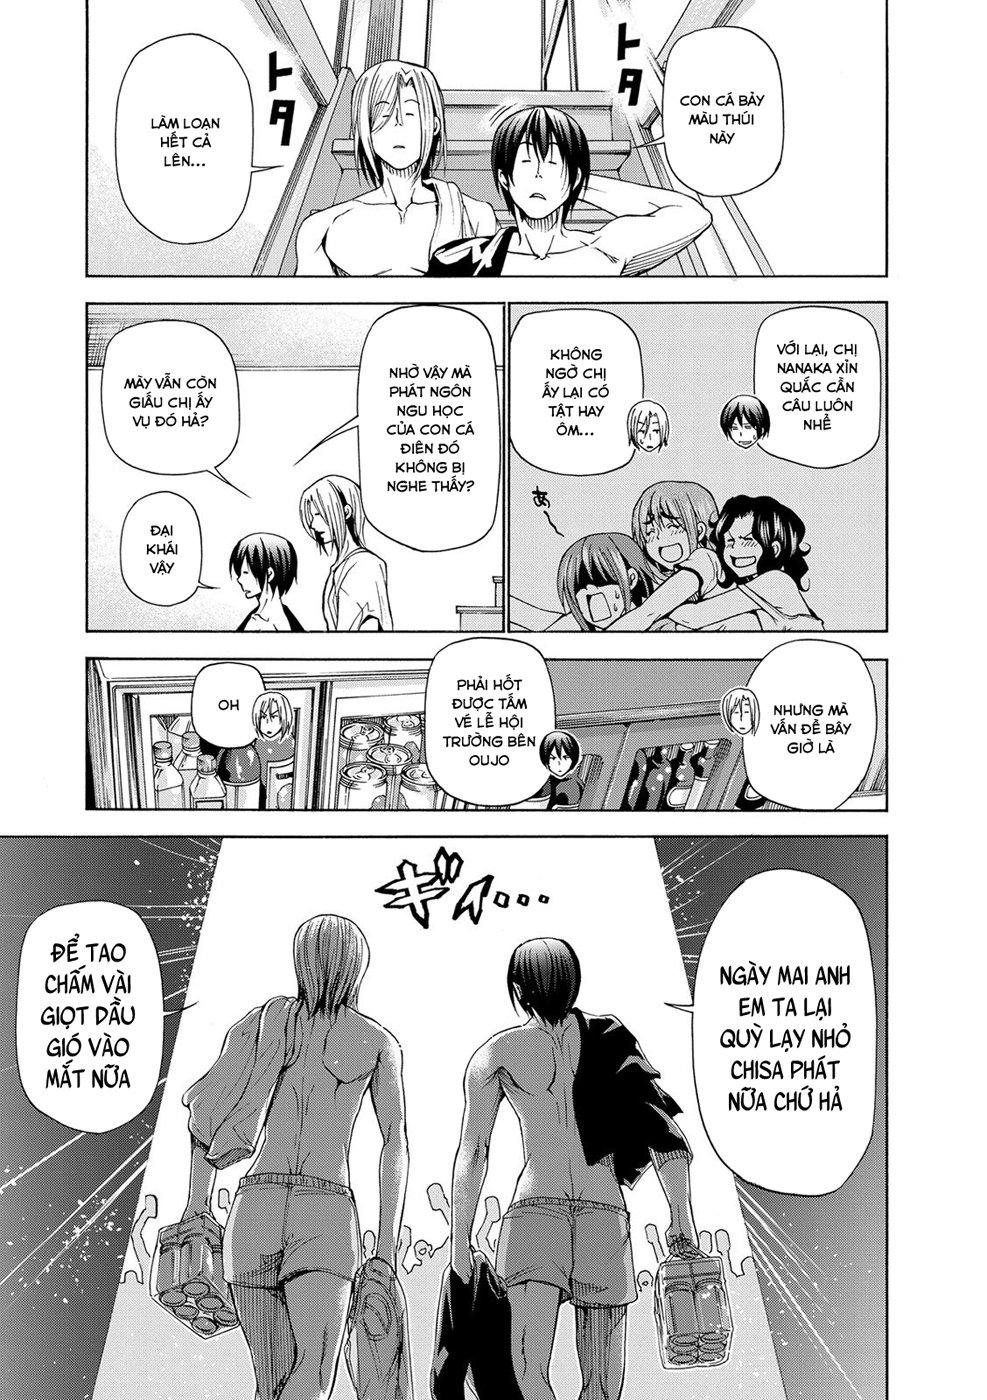 トタ
トタ
CON CÁ BẢY
MÀU THÚI
NÀY
LÀM LOẠN
HẾT CẢ
LÊN...
VỚI LẠI, CHỊ
NANAKA XỈN
QUẮC CẦN
CÂU LUÔN
NHỂ
KHÔNG
NGỜ CHỊ
ẤY LẠI CÓ
TẬT HAY
ÔM...
あ〜
NHỜ VẬY MÀ
PHÁT NGÔN
NGU HỌC
CỦA CON CÁ
ĐIÊN ĐÓ
KHÔNG BỊ
NGHE THẤY?
MÀY VẪN CÒN
GIẤU CHỊ ẤY
VỤ ĐÓ HẢ?
ĐẠI
KHÁI
VẬY
NHƯNG MÀ
VẤN ĐỀ BÂY
GIỜ LÀ
PHẢI HỐT
ĐƯỢC TẤM
VÉ LỄ HỘI
TRƯỜNG BÊN
OUJO
OH
ギィ...
NGÀY MAI ANH
EM TA LẠI
QUỲ LẠY NHỎ
CHISA PHÁT
NỮA CHỨ HẢ
ĐỂ TAO
CHẤM VÀI
GIỌT DẦU
GIÓ VÀO
MẮT NỮA